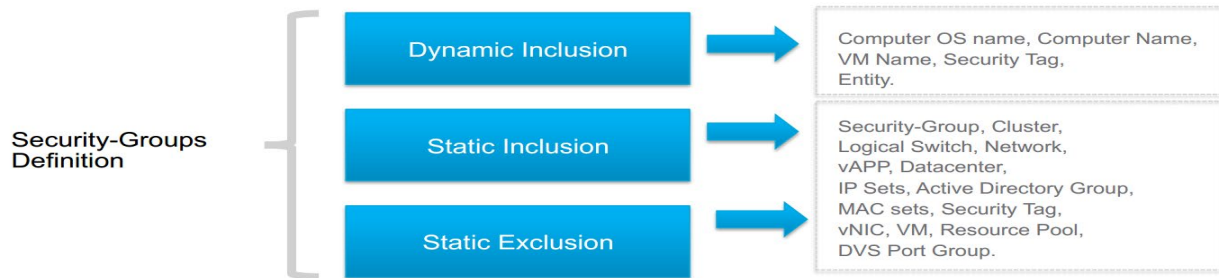 Security-Groups
Definition
Dynamic Inclusion
Computer OS name, Computer Name,
VM Name, Security Tag,
Entity.
Static Inclusion
Static Exclusion
Security-Group, Cluster,
Logical Switch, Network,
vAPP, Datacenter,
IP Sets, Active Directory Group,
MAC sets, Security Tag,
vNIC, VM, Resource Pool,
DVS Port Group.